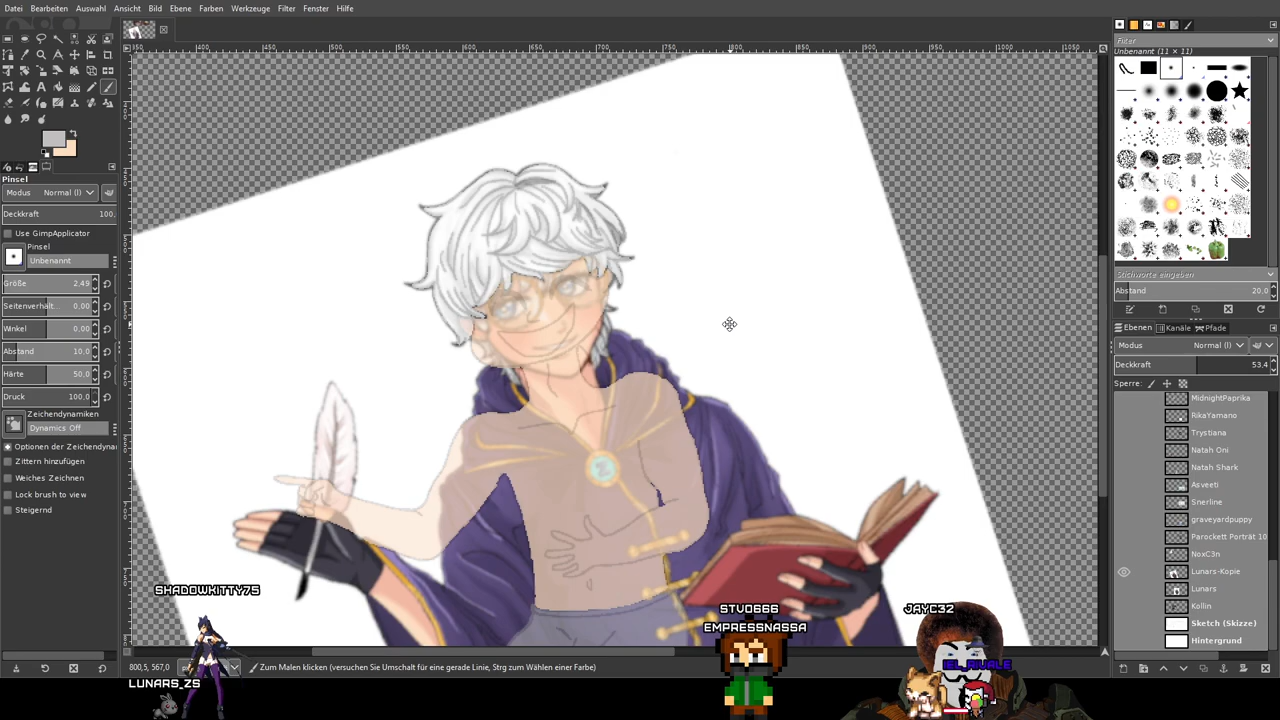 Datei Bearbeiten Auswahl Ansicht Bild Ebene Farben Werkzeuge Filter Fenster Hilfe
Filter
Unbenannt (11 × 11)
Pinsel
Modus Normal (l)
Deckkraft 100,
Use GimpApplicator
Pinsel
Unbenannt
Größe 2,49
Seitenverhält... 0,00
Winkel 0,00
Abstand 10,0
Härte 50,0
Druck 100,0
Zeichendynamiken
Dynamics Off
Optionen der Zeichendyna
Zittern hinzufügen
Weiches Zeichnen
Lock brush to view
Steigernd
Stichworte eingeben
Abstand 20,0
Ebenen Kanäle Pfade
Modus Normal (l)
Deckkraft 53,4
Sperre:
MidnightPaprika
RikaYamano
Trystiana
Natah Oni
Natah Shark
Asveeti
Snerline
graveyardpuppy
Parockett Porträt 10
NoxC3n
Lunars-Kopie
Lunars
Kollin
Sketch (Skizze)
Hintergrund
800,5, 567,0
Zum Malen klicken (versuchen Sie Umschalt für eine gerade Linie, Strg zum Wählen einer Farbe)
SHADOWKITTY75
STVO666
JAYC32
EMPRESSNASSA
LUNARS_ZS